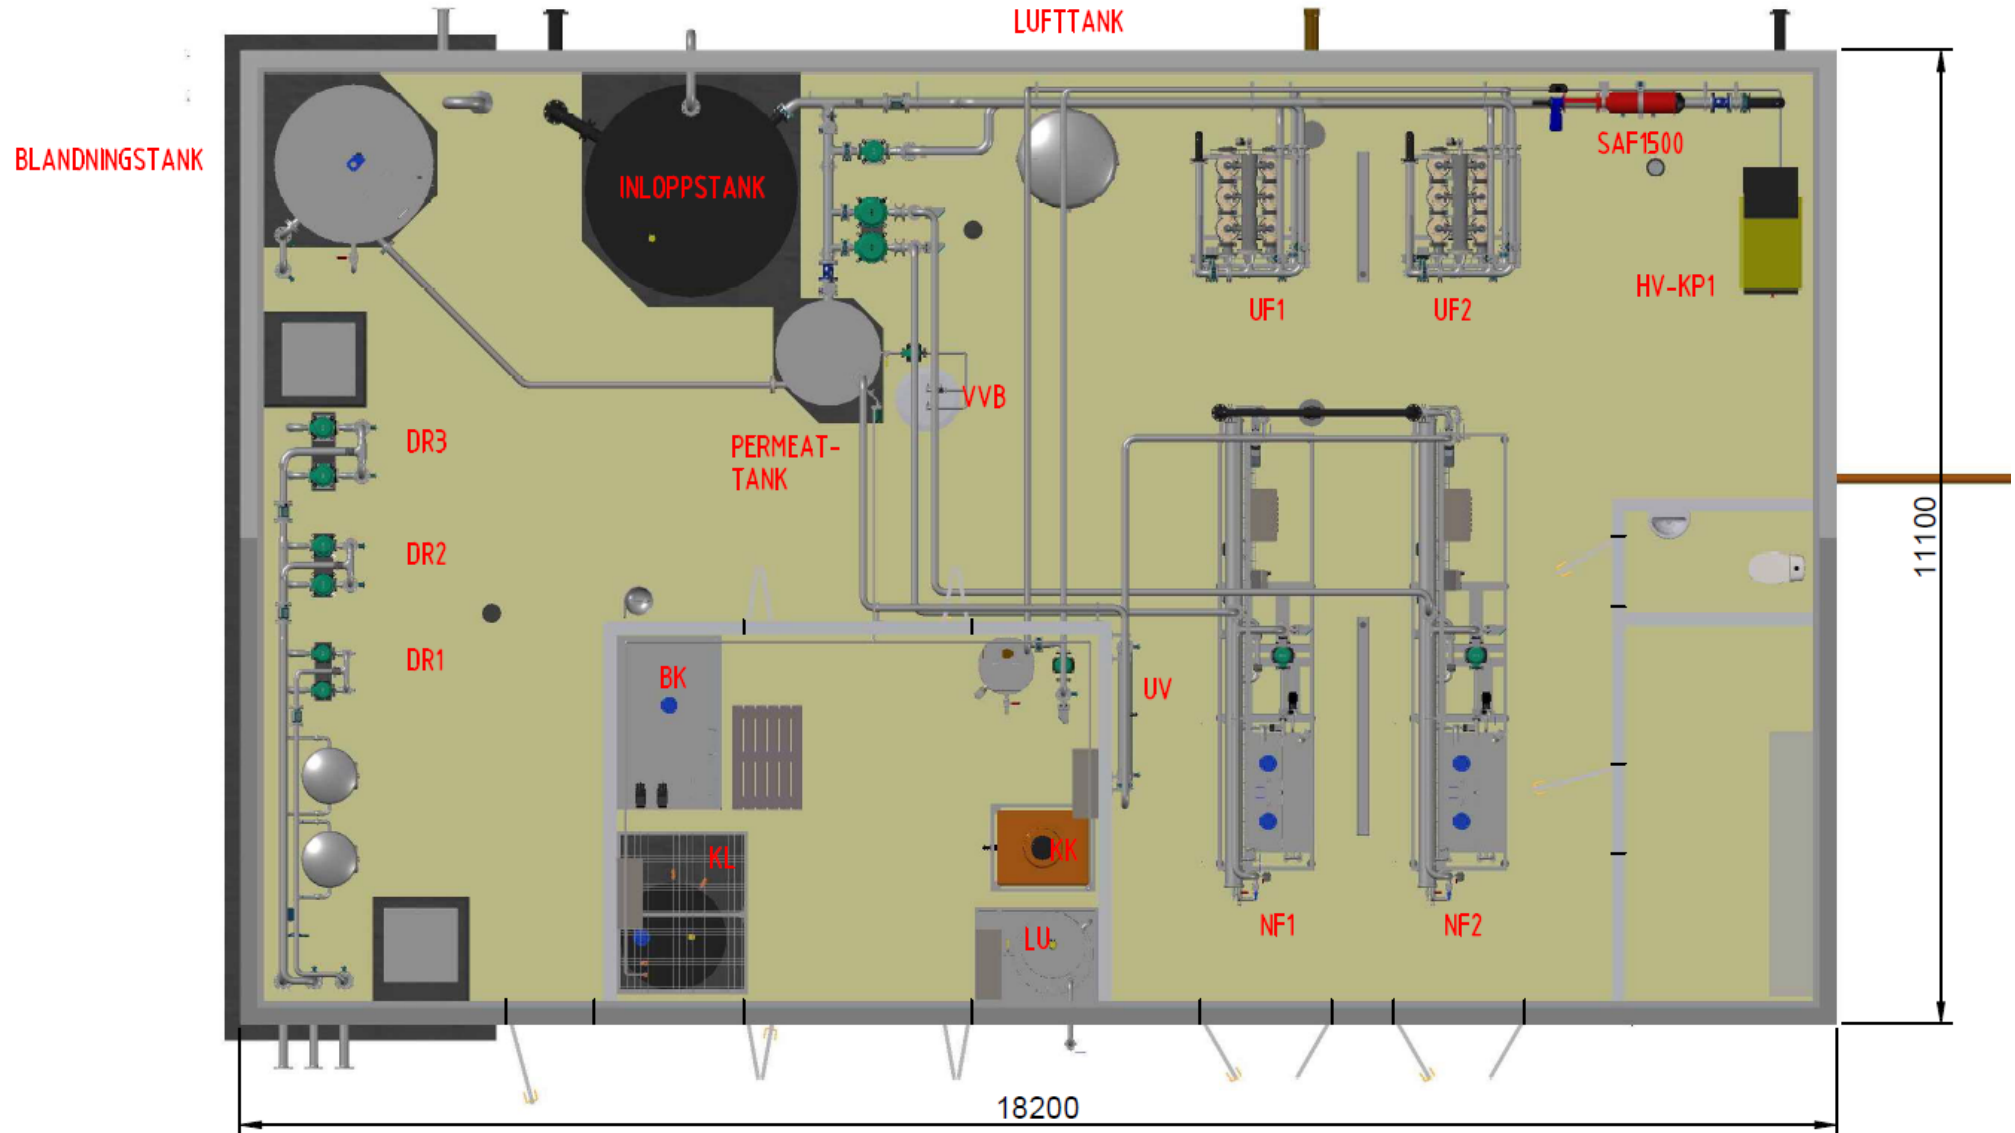 LUFTTANK
BLANDNINGSTANK
INLOPPSTANK
SAF1500
UF1
UF2
HV-KP1
VVB
PERMEAT-
TANK
DR3
DR2
DR1
11100
BK
UV
KL
KK
LU
NF1
NF2
18200